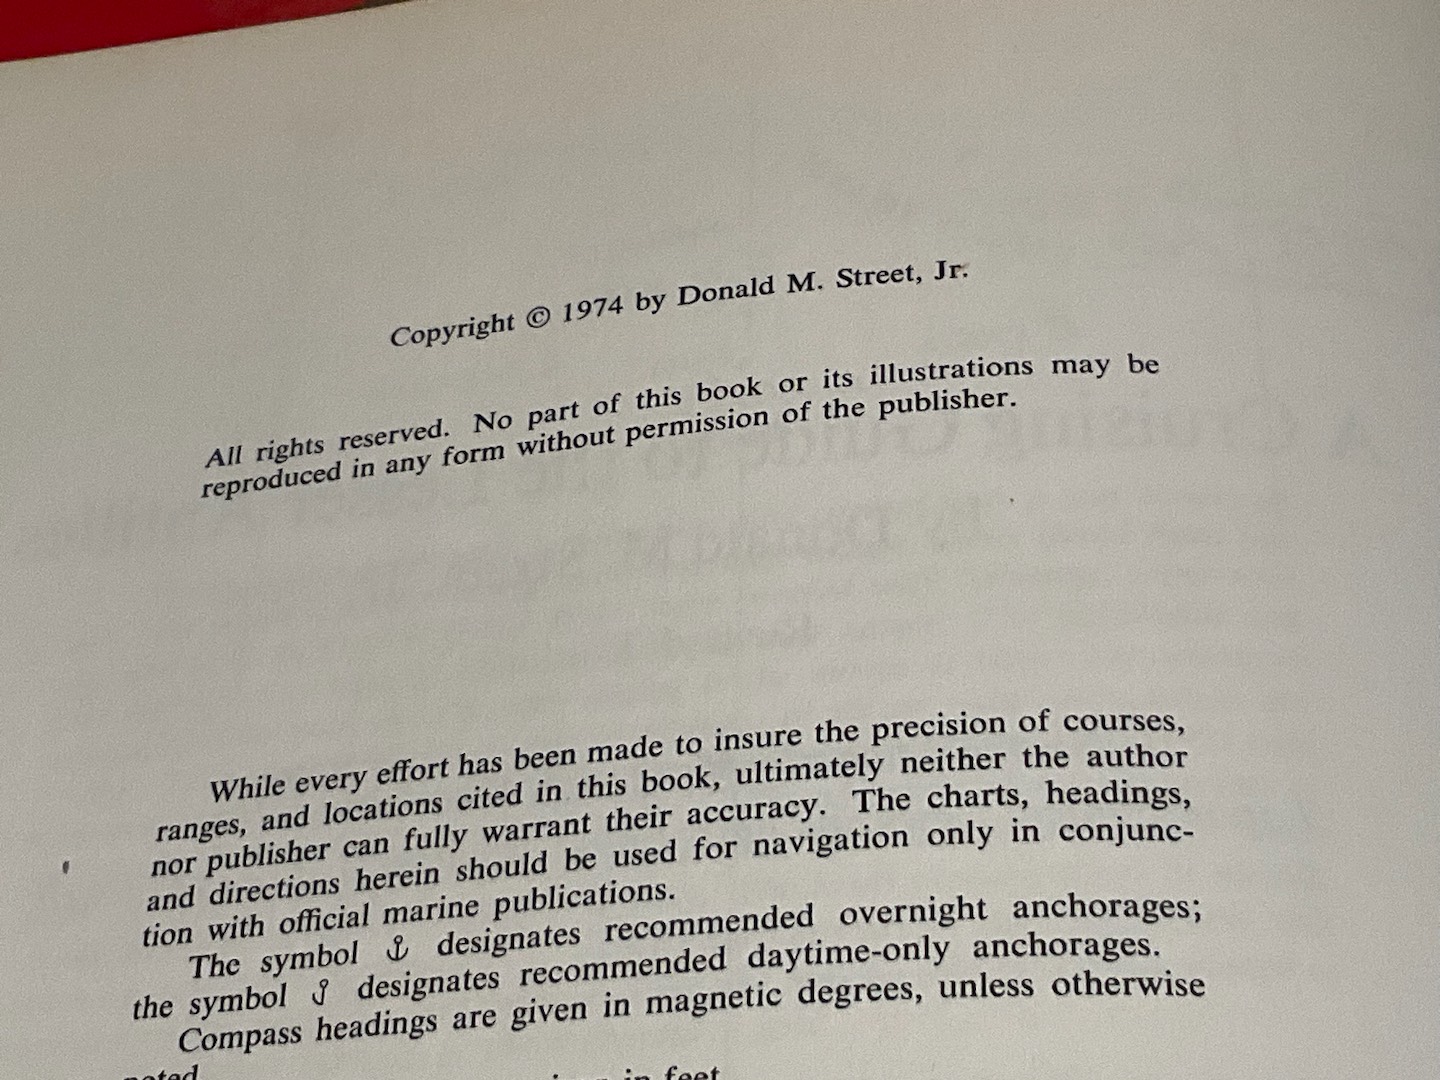 Copyright © 1974 by Donald M. Street, Jr.
All rights reserved. No part of this book or its illustrations may be
reproduced in any form without permission of the publisher.
While every effort has been made to insure the precision of courses,
ranges, and locations cited in this book, ultimately neither the author
nor publisher can fully warrant their accuracy. The charts, headings,
and directions herein should be used for navigation only in conjunc-
tion with official marine publications.
The symbol ⚓ designates recommended overnight anchorages;
the symbol designates recommended daytime-only anchorages.
Compass headings are given in magnetic degrees, unless otherwise
noted
in feet